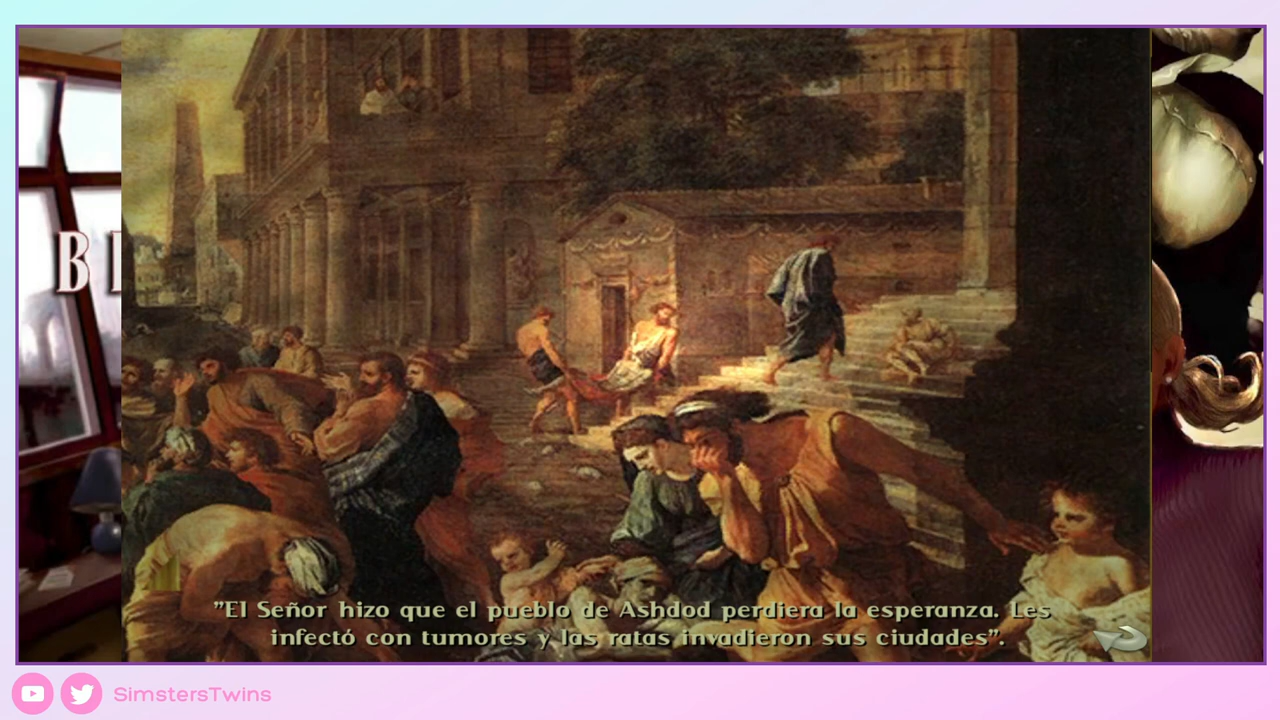 B
"El Señor hizo que el pueblo de Ashdod perdiera la esperanza. Les
infectó con tumores y las ratas invadieron sus ciudades".
SimstersTwins